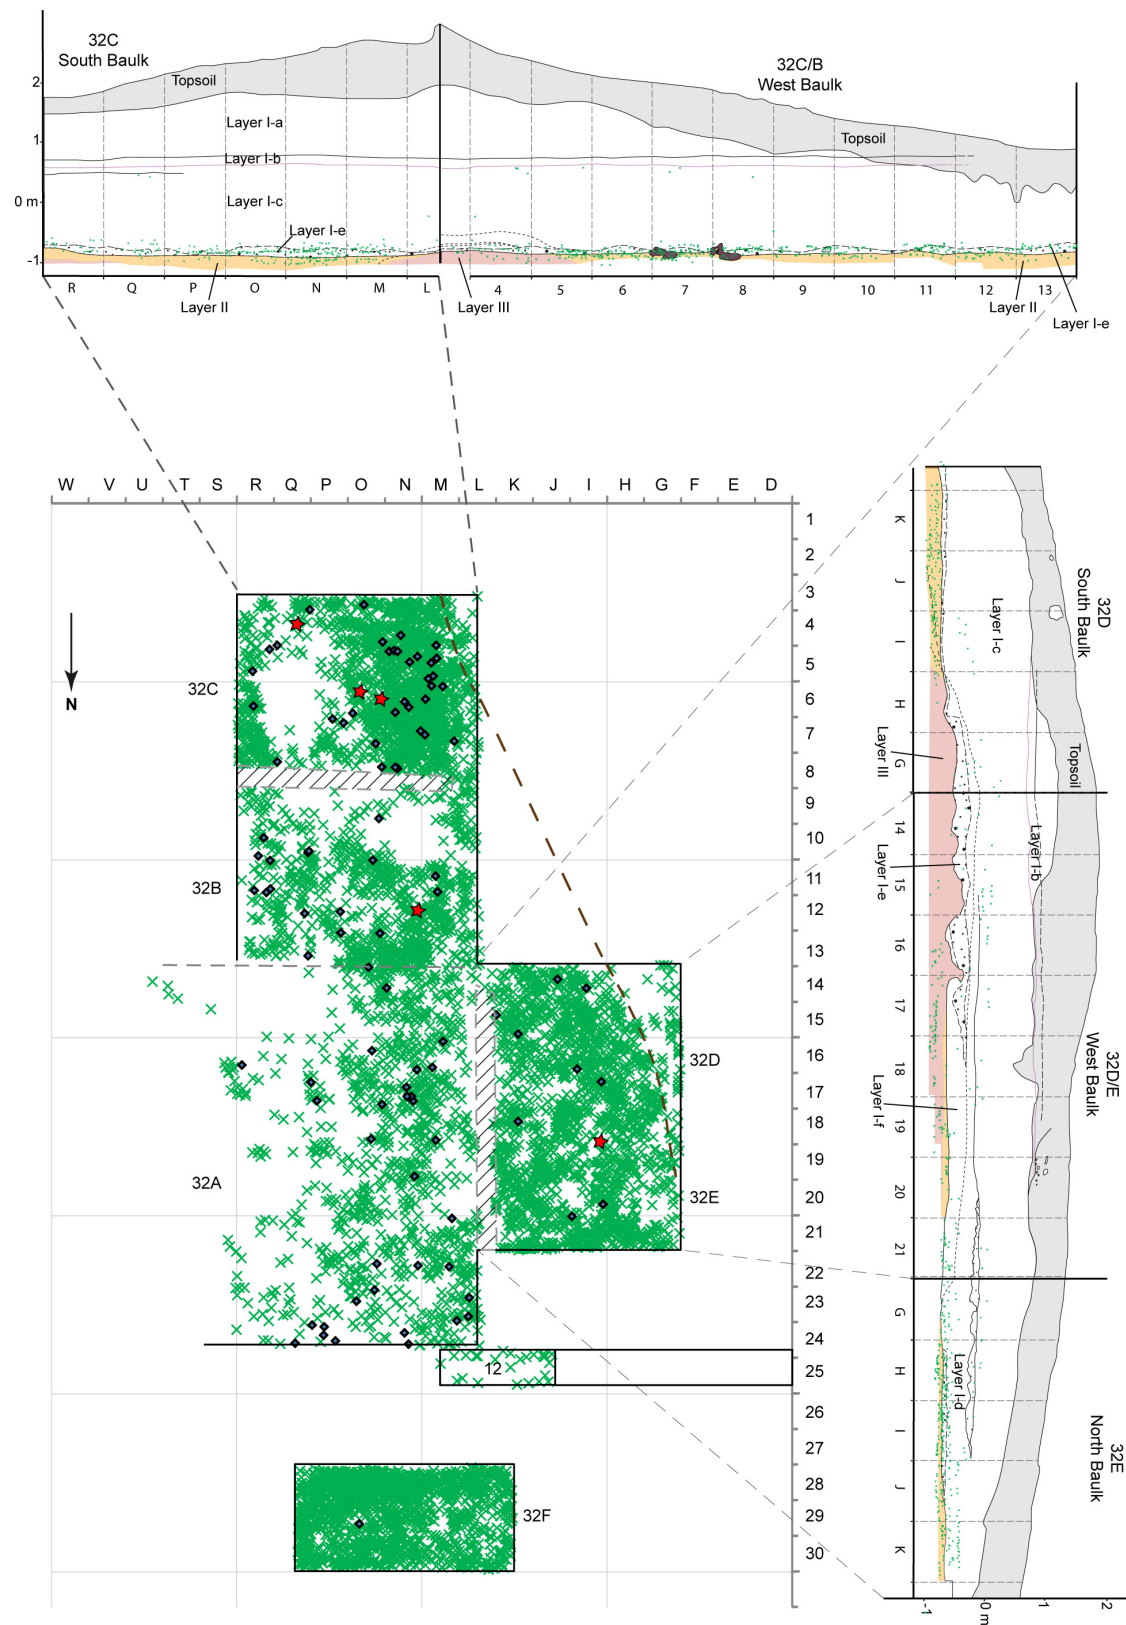 32C
South Baulk
32C/B
West Baulk
Topsoil
Topsoil
2
1
0 m
-1
Layer I-a
Layer I-b
Layer I-c
Layer I-e
R Q P O N M L 4 5 6 7 8 9 10 11 12 13
Layer II
Layer III
Layer II
Layer I-e
W V U T S R Q P O N M L K J I H G F E D
1
2
3
4
5
6
7
8
9
10
11
12
13
14
15
16
17
18
19
20
21
22
23
24
25
26
27
28
29
30
N
32C
32B
32A
32D
32E
12
32F
32D
South Baulk
32D/E
West Baulk
32E
North Baulk
K J I H G 14 15 16 17 18 19 20 21 G H I J K
Layer I-c
Topsoil
Layer III
Layer I-b
Layer I-e
Layer I-f
Layer I-d
-1 0 m 1 2